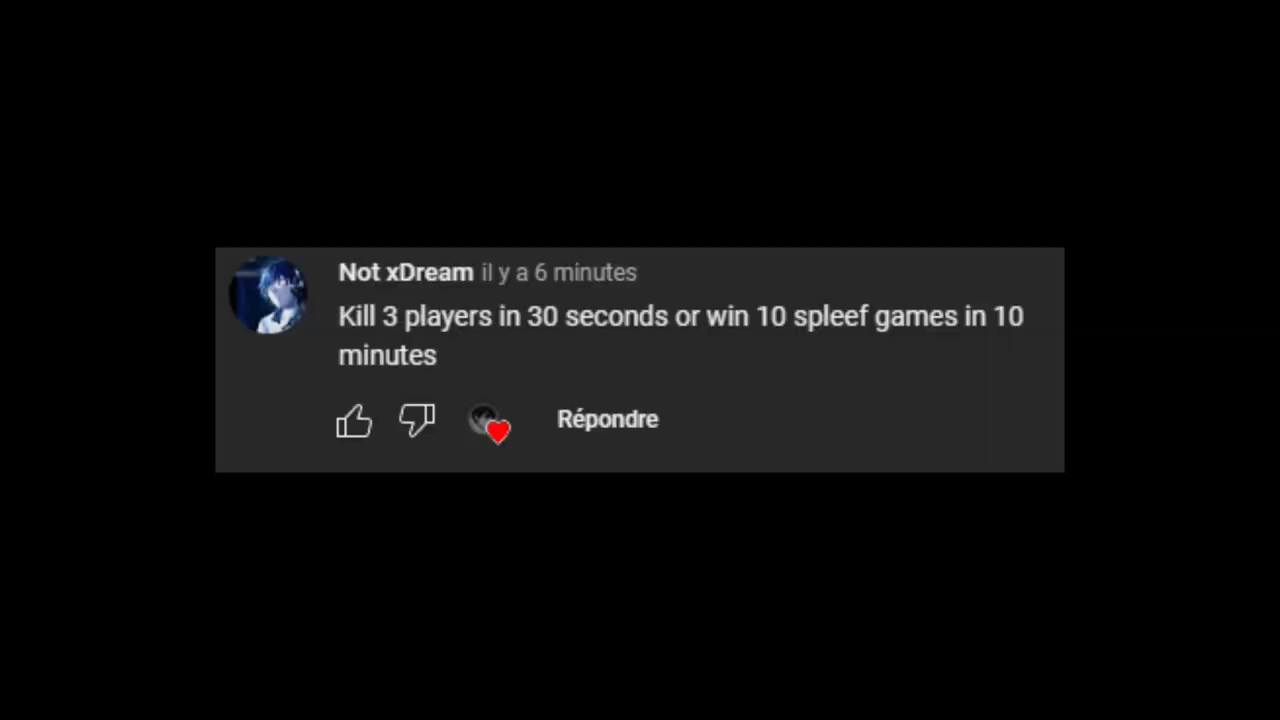 Not xDream il y a 6 minutes
Kill 3 players in 30 seconds or win 10 spleef games in 10
minutes
Répondre